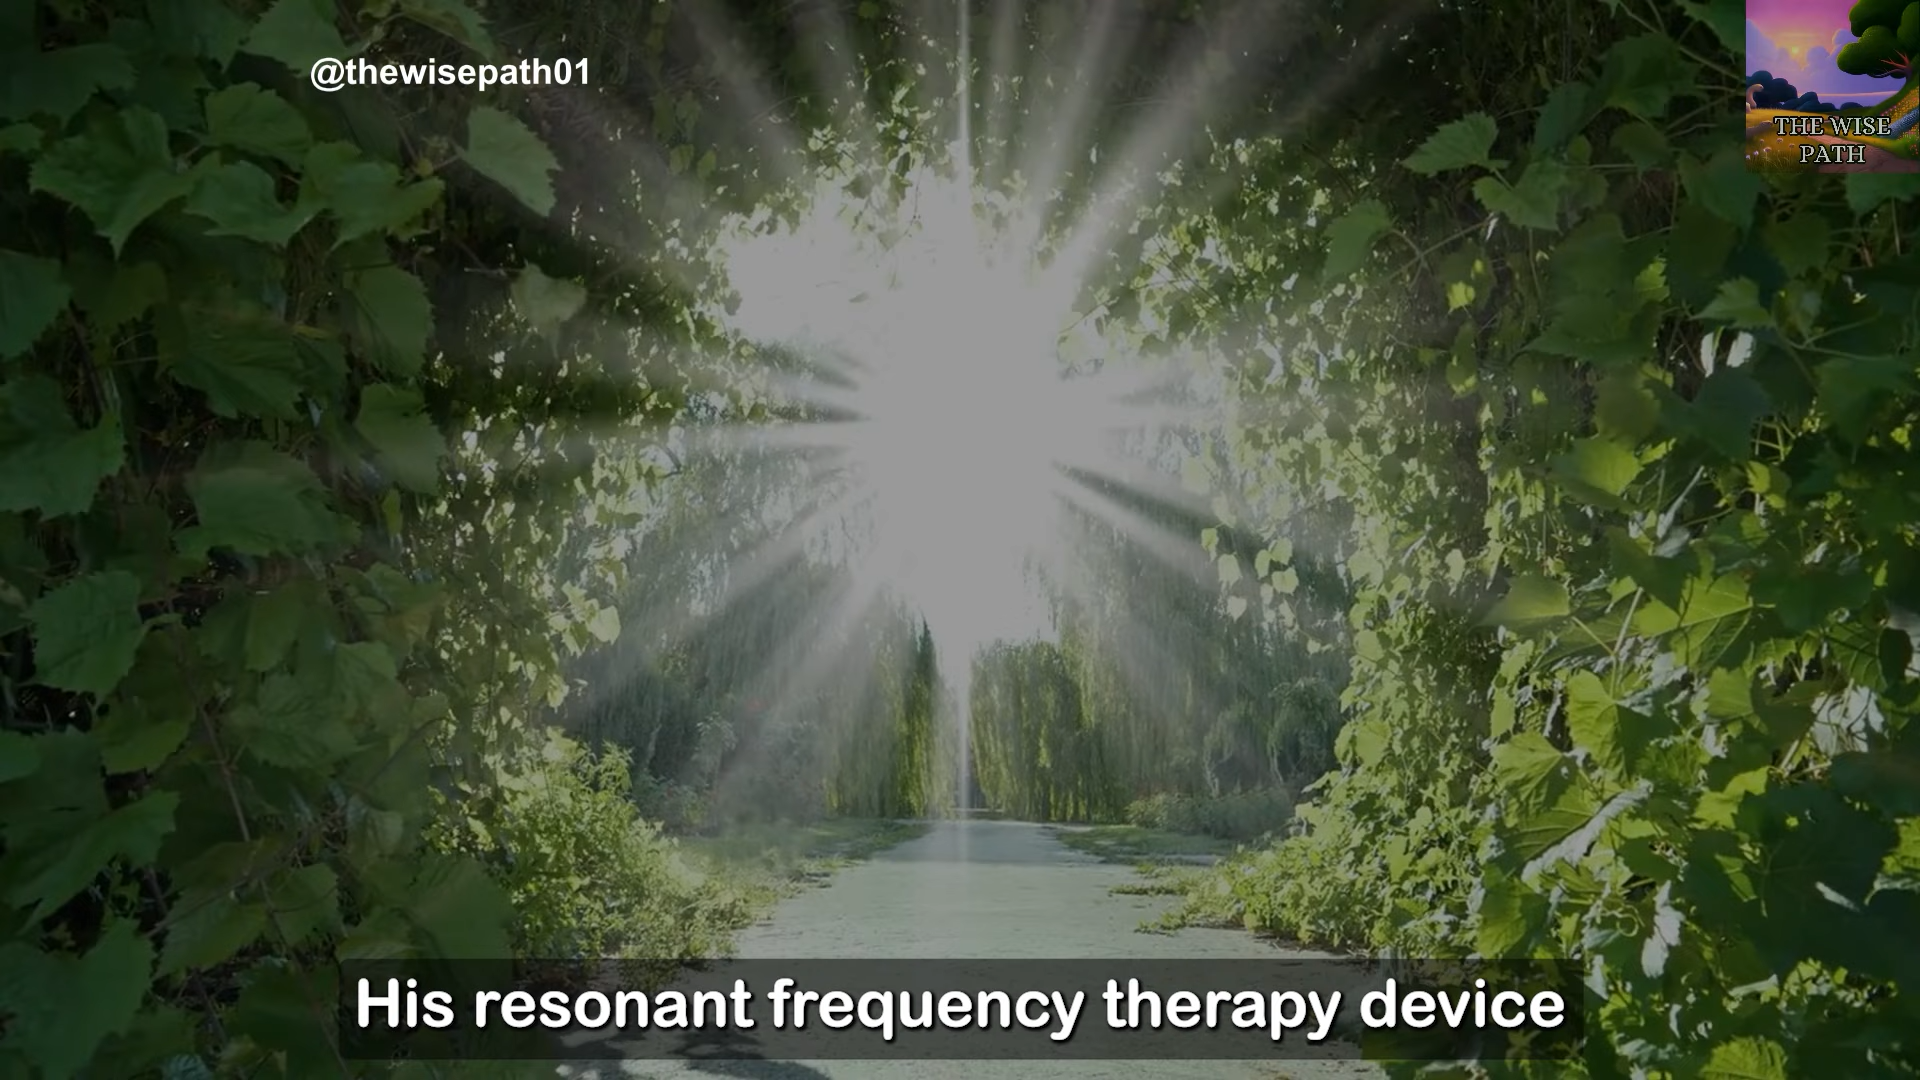 @thewisepath01
THE WISE
PATH
His resonant frequency therapy device